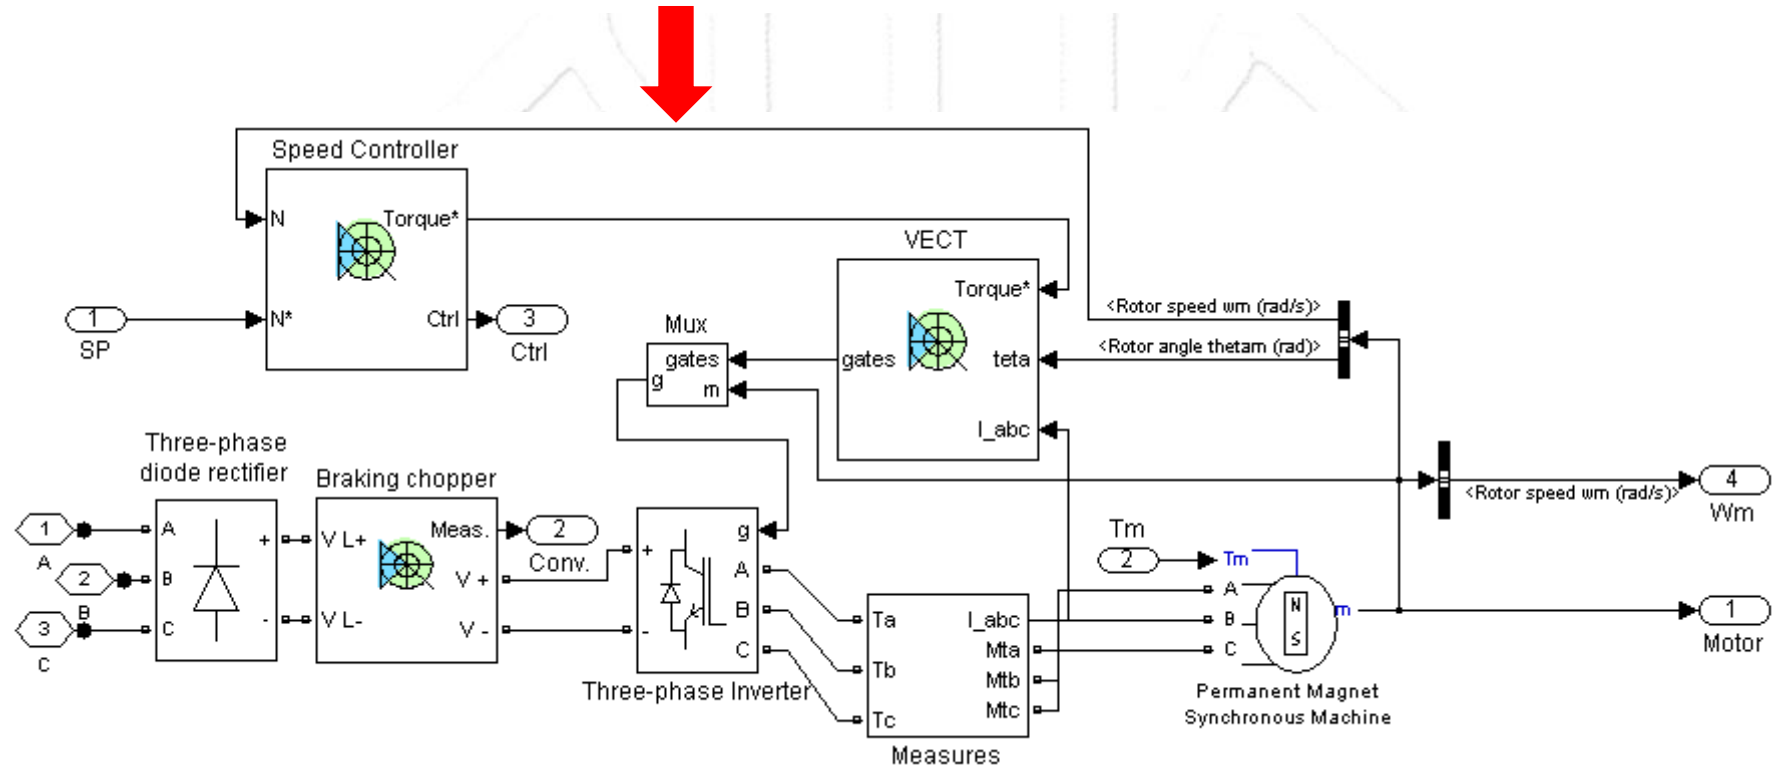 Speed Controller
N
Torque*
N*
Ctrl
1
SP
3
Ctrl
VECT
Torque*
gates
teta
I_abc
<Rotor speed wm (rad/s)>
<Rotor angle thetam (rad)>
Mux
gates
g
m
<Rotor speed wm (rad/s)>
4
Wm
Three-phase
diode rectifier
1
A
2
B
3
C
A
B
C
+
-
Braking chopper
V L+
V L-
Meas.
V +
V -
2
Conv.
+
-
g
A
B
C
Three-phase Inverter
Ta
Tb
Tc
I_abc
Mta
Mtb
Mtc
Measures
Tm
2
Tm
A
B
C
N
S
m
Permanent Magnet
Synchronous Machine
1
Motor